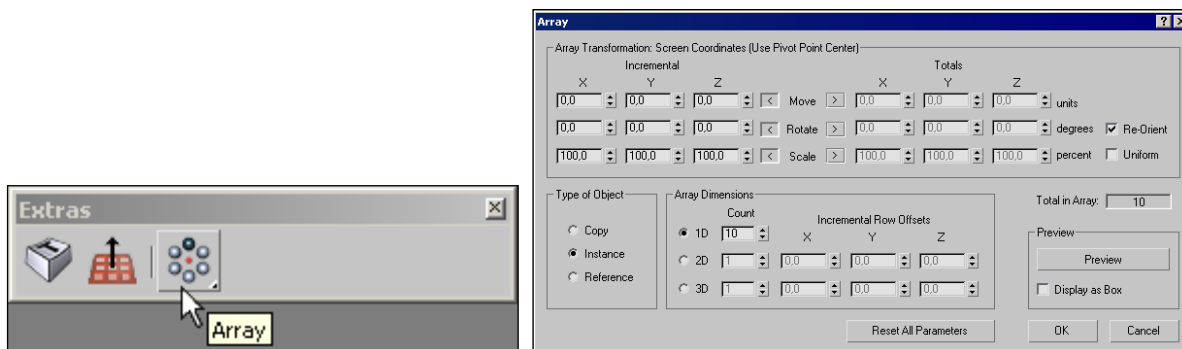 Extras
Array
Array
Array Transformation: Screen Coordinates (Use Pivot Point Center)
Incremental Totals
X Y Z X Y Z
0,0 0,0 0,0 < Move > 0,0 0,0 0,0 units
0,0 0,0 0,0 < Rotate > 0,0 0,0 0,0 degrees Re-Orient
100,0 100,0 100,0 < Scale > 100,0 100,0 100,0 percent Uniform
Type of Object
Copy
Instance
Reference
Array Dimensions
Count
Incremental Row Offsets
1D 10 X Y Z
2D 1 0,0 0,0 0,0
3D 1 0,0 0,0 0,0
Total in Array: 10
Preview
Preview
Display as Box
Reset All Parameters OK Cancel